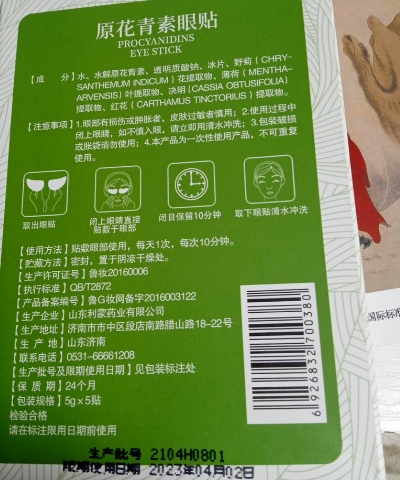 原花青素眼贴
PROCYANIDINS
EYE STICK
【成 分】水、水解原花青素、透明质酸钠、冰片、野菊（CHRY-
SANTHEMUM INDICUM）花提取物、薄荷（MENTHA-
ARVENSIS）叶提取物、决明（CASSIA OBTUSIFOLIA）
提取物、红花（CARTHAMUS TINCTORIUS）提取物。
【注意事项】1.眼部有损伤或肿胀者、皮肤过敏者慎用；2.使用过程中
闭上眼睛，如不慎入眼，请立即用清水冲洗；3.包装破损
或胀袋请勿使用；4.本产品为一次性使用产品，不可重复
使用。
取出眼贴
闭上眼睛直接
贴敷于眼部
闭目保留10分钟
取下眼贴清水冲洗
【使用方法】贴敷眼部使用，每天1次，每次10分钟。
【贮藏方法】密封，置于阴凉干燥处。
【生产许可证号】鲁妆20160006
【执行标准】QB/T2872
【产品备案编号】鲁G妆网备字2016003122
【生产企业】山东利蒙药业有限公司
【生产地址】济南市市中区段店南路腊山路18-22号
【生 产 地】山东济南
【联系电话】0531-66661208
【生产批号及限期使用日期】见包装标注处
【保 质 期】24个月
【包装规格】5g×5贴
检验合格
请在标注限用日期前使用
6926832700380
生产批号 2104H0801
限期使用日期 2023年04月02日
国际标准